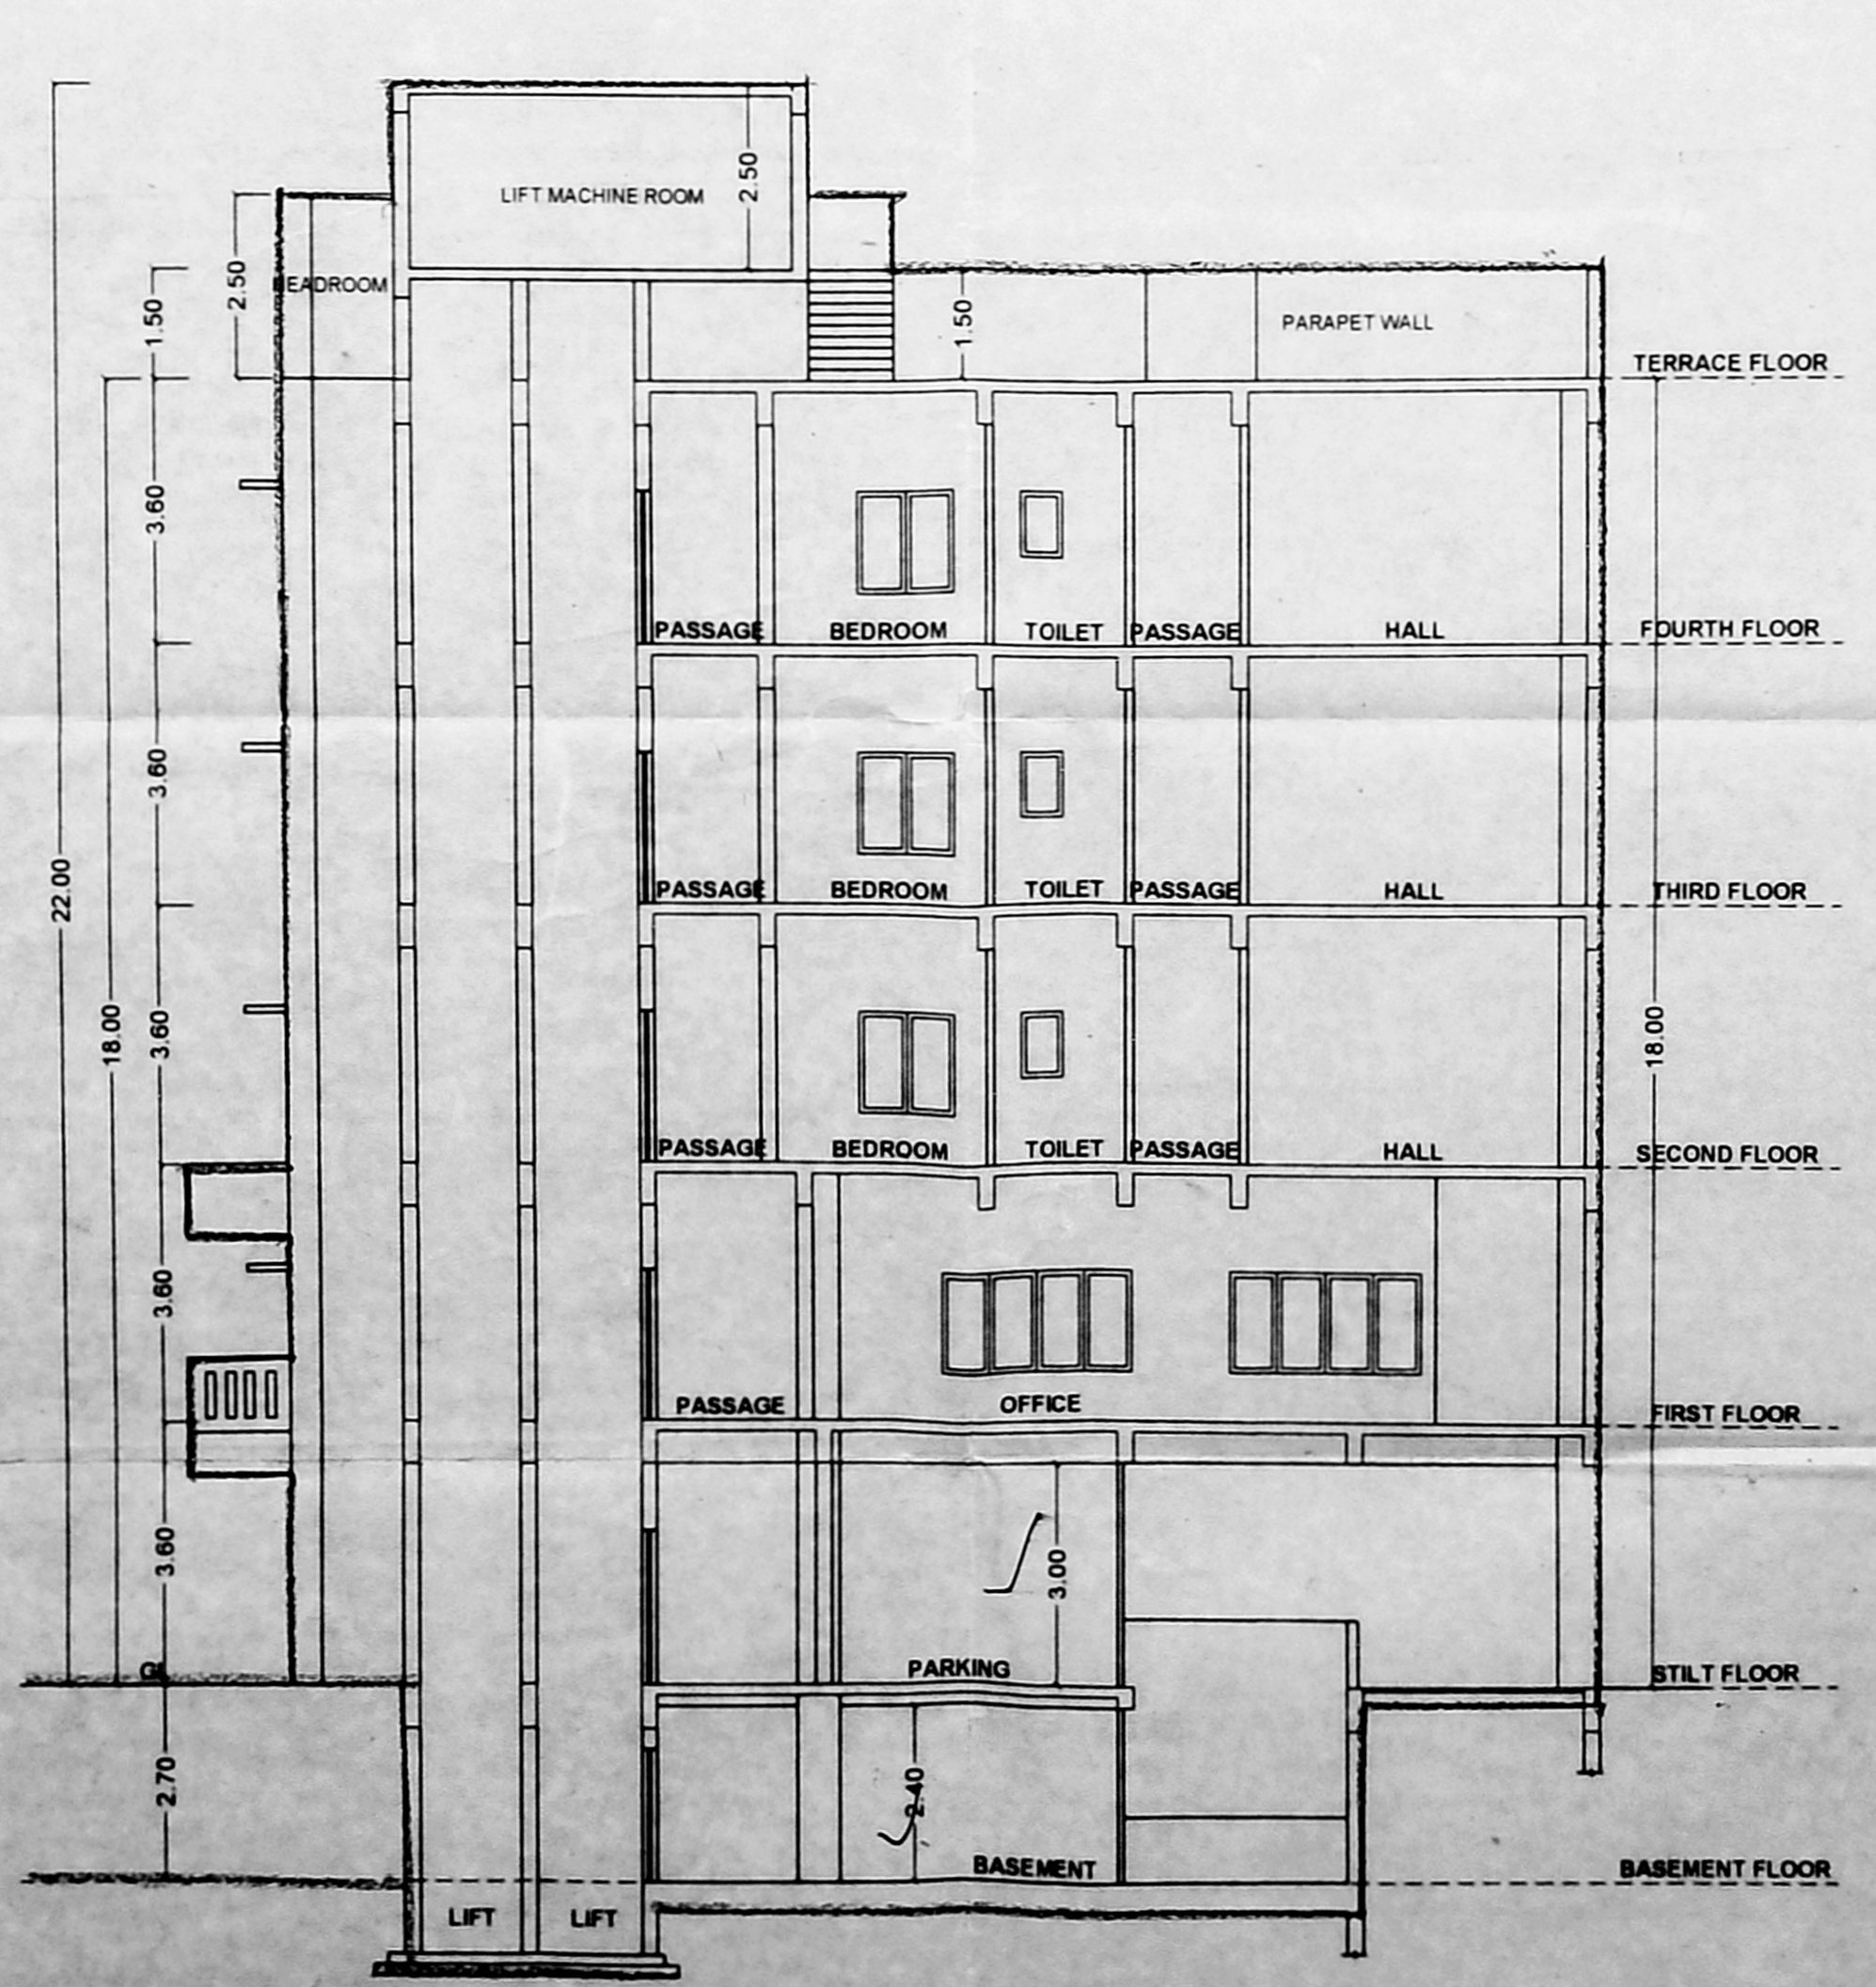 LIFT MACHINE ROOM
2.50
2.50
EADROOM
1.50
1.50
PARAPET WALL
TERRACE FLOOR
3.60
PASSAGE BEDROOM TOILET PASSAGE HALL FOURTH FLOOR
3.60
22.00
PASSAGE BEDROOM TOILET PASSAGE HALL THIRD FLOOR
18.00
3.60
18.00
PASSAGE BEDROOM TOILET PASSAGE HALL SECOND FLOOR
3.60
PASSAGE OFFICE FIRST FLOOR
3.60
3.00
PARKING STILT FLOOR
2.70
2.40
BASEMENT BASEMENT FLOOR
LIFT LIFT